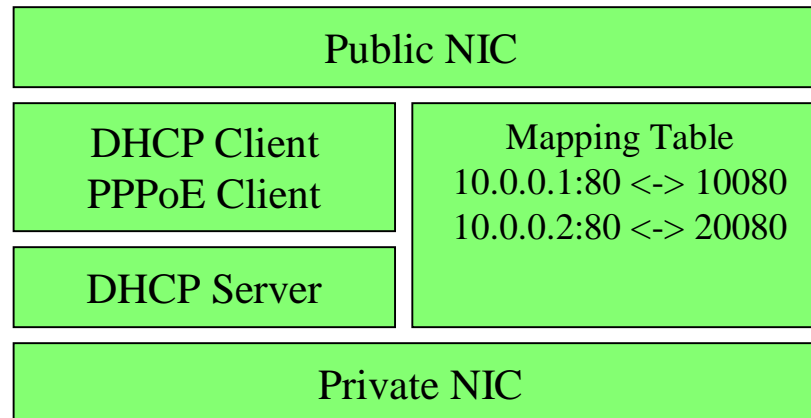 Public NIC
DHCP Client
PPPoE Client
Mapping Table
10.0.0.1:80 <-> 10080
10.0.0.2:80 <-> 20080
DHCP Server
Private NIC